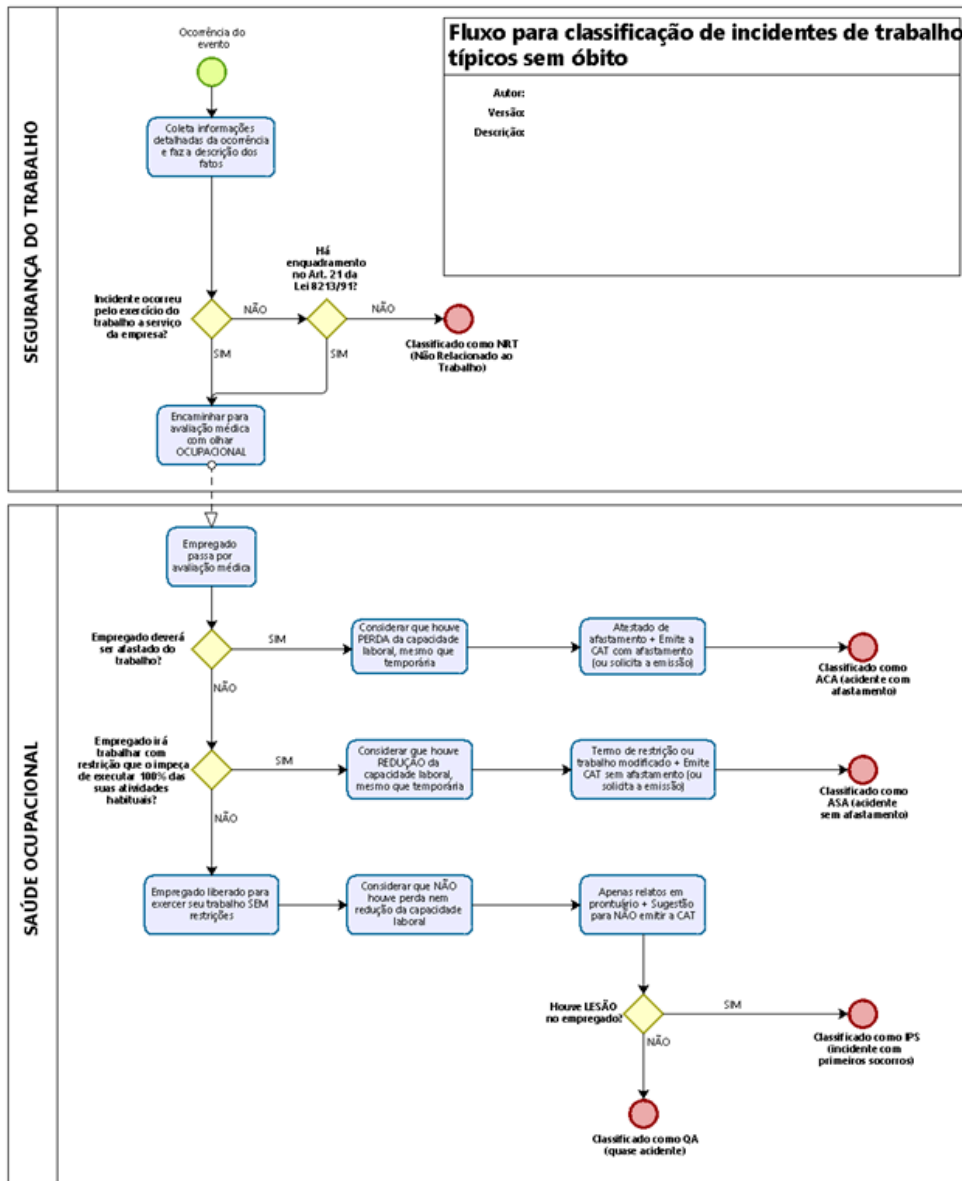 Fluxo para classificação de incidentes de trabalho
típicos sem óbito
Autor:
Versão:
Descrição:
SEGURANÇA DO TRABALHO
Ocorrência do
evento
Coleta informações
detalhadas da ocorrência
e faz a descrição dos
fatos
Incidente ocorreu
pelo exercício do
trabalho a serviço
da empresa?
NÃO
SIM
Há
enquadramento
no Art. 21 da
Lei 8213/91?
NÃO
SIM
Classificado como NRT
(Não Relacionado ao
Trabalho)
Encaminhar para
avaliação médica
com olhar
OCUPACIONAL
SAÚDE OCUPACIONAL
Empregado
passa por
avaliação médica
Empregado deverá
ser afastado do
trabalho?
SIM
NÃO
Considerar que houve
PERDA da capacidade
laboral, mesmo que
temporária
Atestado de
afastamento + Emite a
CAT com afastamento
(ou solicita a emissão)
Classificado como
ACA (acidente com
afastamento)
Empregado irá
trabalhar com
restrição que o impeça
de executar 100% das
suas atividades
habituais?
SIM
NÃO
Considerar que houve
REDUÇÃO da
capacidade laboral,
mesmo que temporária
Termo de restrição ou
trabalho modificado + Emite
CAT sem afastamento (ou
solicita a emissão)
Classificado como
ASA (acidente
sem afastamento)
Empregado liberado para
exercer seu trabalho SEM
restrições
Considerar que NÃO
houve perda nem
redução da capacidade
laboral
Apenas relatos em
prontuário + Sugestão
para NÃO emitir a CAT
Houve LESÃO
no empregado?
SIM
NÃO
Classificado como IPS
(incidente com
primeiros socorros)
Classificado como QA
(quase acidente)